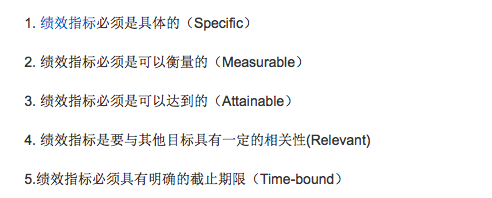 1. 绩效指标必须是具体的（Specific）
2. 绩效指标必须是可以衡量的（Measurable）
3. 绩效指标必须是可以达到的（Attainable）
4. 绩效指标是要与其他目标具有一定的相关性(Relevant)
5.绩效指标必须具有明确的截止期限（Time-bound）